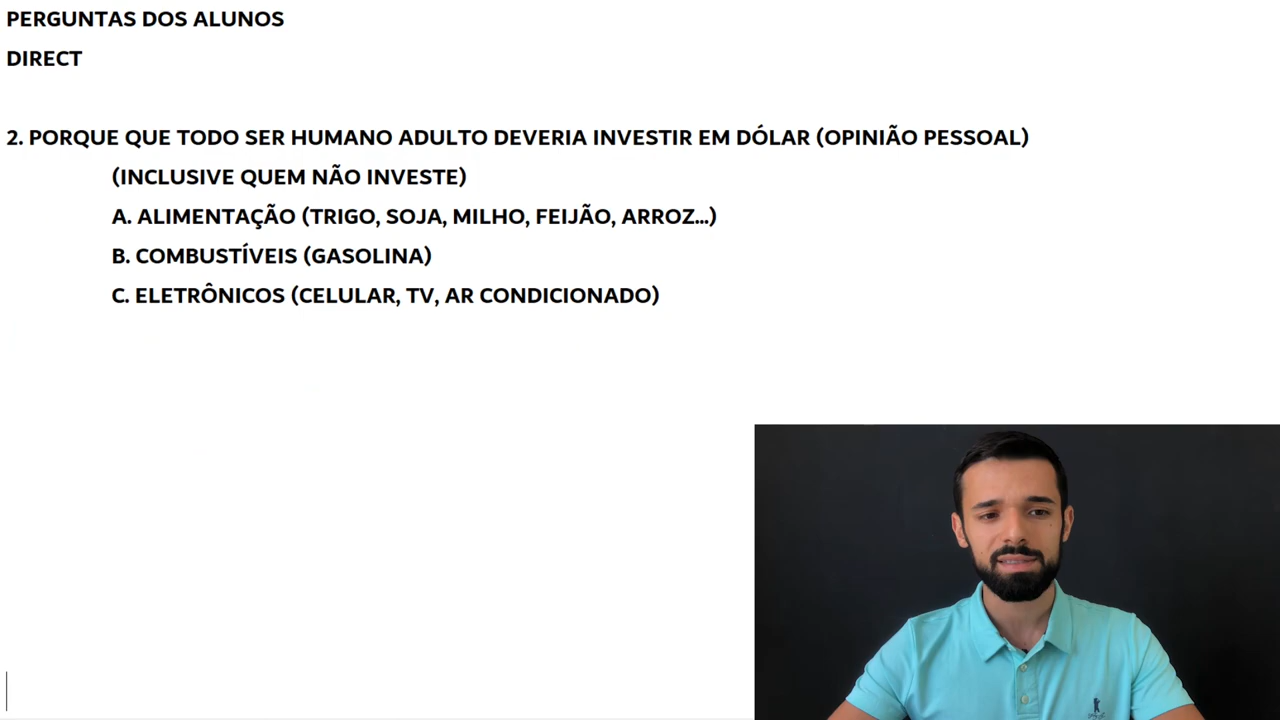 PERGUNTAS DOS ALUNOS
DIRECT
2. PORQUE QUE TODO SER HUMANO ADULTO DEVERIA INVESTIR EM DÓLAR (OPINIÃO PESSOAL)
(INCLUSIVE QUEM NÃO INVESTE)
A. ALIMENTAÇÃO (TRIGO, SOJA, MILHO, FEIJÃO, ARROZ...)
B. COMBUSTÍVEIS (GASOLINA)
C. ELETRÔNICOS (CELULAR, TV, AR CONDICIONADO)